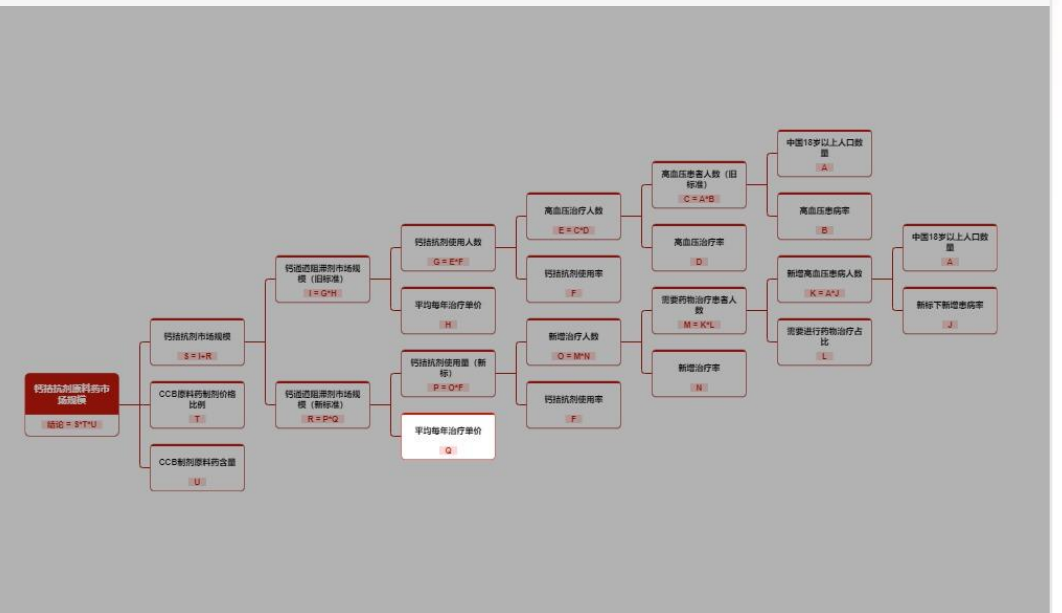 中国18岁以上人口数
量
A
高血压患者人数（旧
标准）
C = A*B
高血压治疗人数
E = C*D
高血压患病率
B
钙拮抗剂使用人数
G = E*F
高血压治疗率
D
中国18岁以上人口数
量
A
钙通道阻滞剂市场规
模（旧标准）
I = G*H
钙拮抗剂使用率
F
新增高血压患病人数
K = A*J
平均每年治疗单价
H
需要药物治疗患者人
数
M = K*L
新标下新增患病率
J
钙拮抗剂市场规模
S = I+R
新增治疗人数
O = M*N
需要进行药物治疗占
比
L
钙拮抗剂使用量（新
标）
P = O*F
新增治疗率
N
钙拮抗剂原料药市
场规模
结论 = S*T*U
CCB原料药制剂价格
比例
T
钙通道阻滞剂市场规
模（新标准）
R = P*Q
钙拮抗剂使用率
F
平均每年治疗单价
Q
CCB制剂原料药含量
U